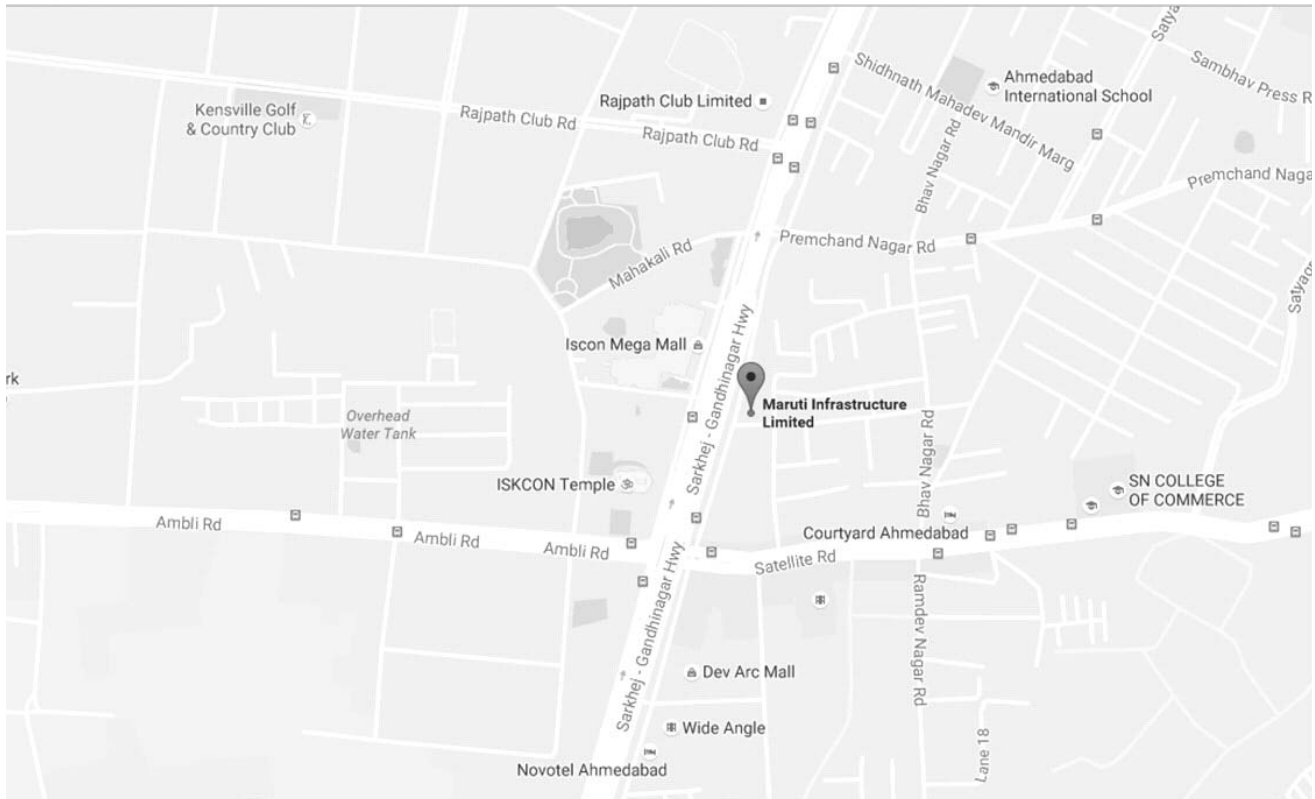 Satya
Shidhnath Mahadev Mandir Marg
Sambhav Press R
Ahmedabad
International School
Rajpath Club Limited
Kensville Golf
& Country Club
Rajpath Club Rd
Rajpath Club Rd
Bhav Nagar Rd
Premchand Naga
Premchand Nagar Rd
Mahakali Rd
Satyag
Iscon Mega Mall
Sarkhej - Gandhinagar Hwy
rk
Maruti Infrastructure
Limited
Overhead
Water Tank
Bhav Nagar Rd
ISKCON Temple
SN COLLEGE
OF COMMERCE
Ambli Rd
Ambli Rd
Ambli Rd
Courtyard Ahmedabad
Satellite Rd
Sarkhej - Gandhinagar Hwy
Ramdev Nagar Rd
Dev Arc Mall
Wide Angle
Lane 18
Novotel Ahmedabad